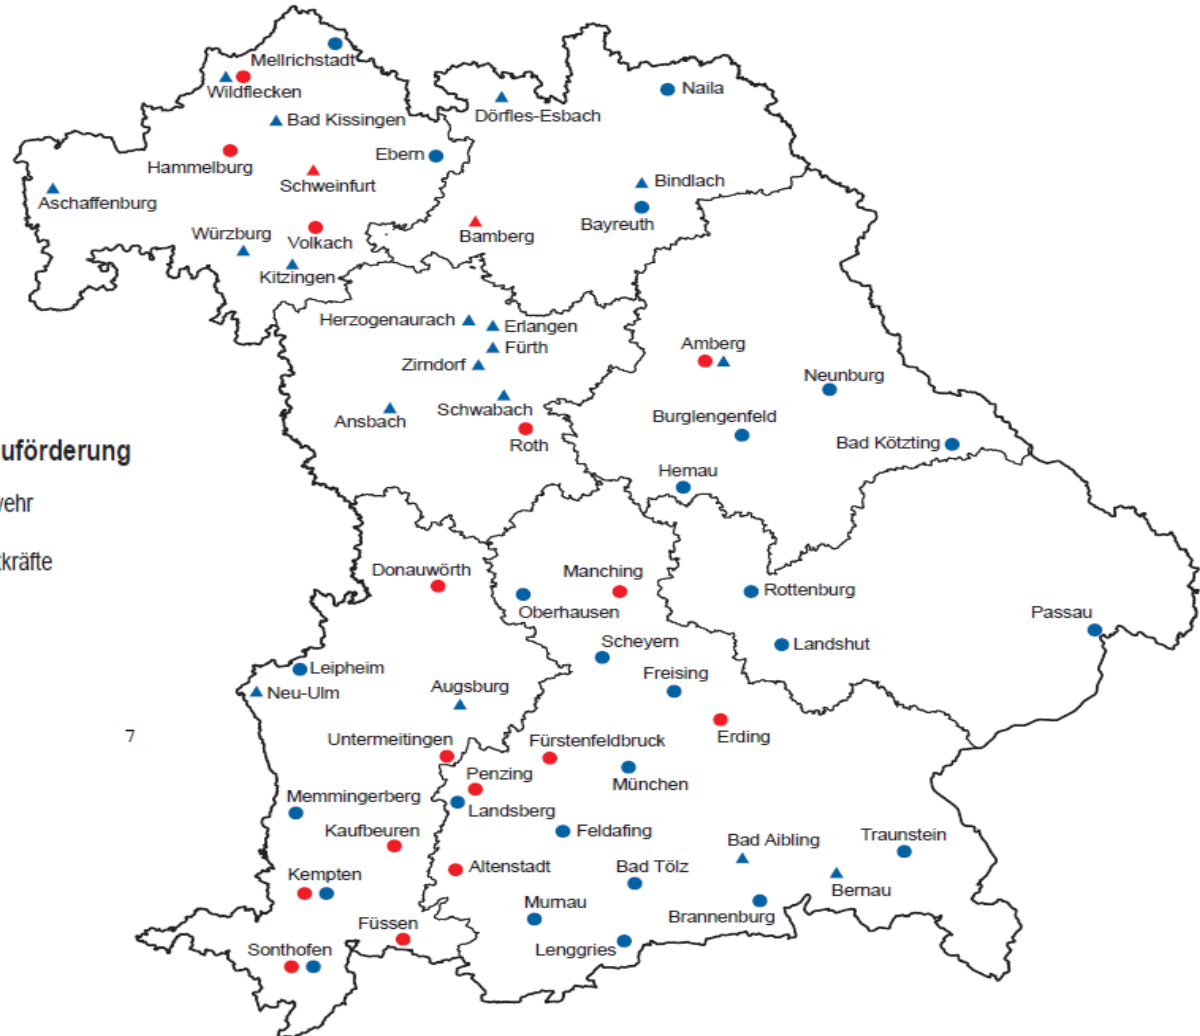 Mellrichstadt
Wildflecken
Bad Kissingen
Dörfles-Esbach
Naila
Ebern
Hammelburg
Schweinfurt
Aschaffenburg
Bindlach
Bayreuth
Würzburg
Volkach
Bamberg
Kitzingen
Herzogenaurach
Erlangen
Fürth
Zirndorf
Amberg
Neunburg
Ansbach
Schwabach
Burglengenfeld
Roth
Bad Kötzting
uförderung
Hemau
ehr
kräfte
Donauwörth
Manching
Oberhausen
Rottenburg
Passau
Scheyern
Landshut
Leipheim
Freising
Neu-Ulm
Augsburg
7
Untermeitingen
Fürstenfeldbruck
Erding
Penzing
München
Memmingerberg
Landsberg
Kaufbeuren
Feldafing
Bad Aibling
Traunstein
Altenstadt
Bad Tölz
Kempten
Bernau
Murnau
Brannenburg
Füssen
Sonthofen
Lenggries